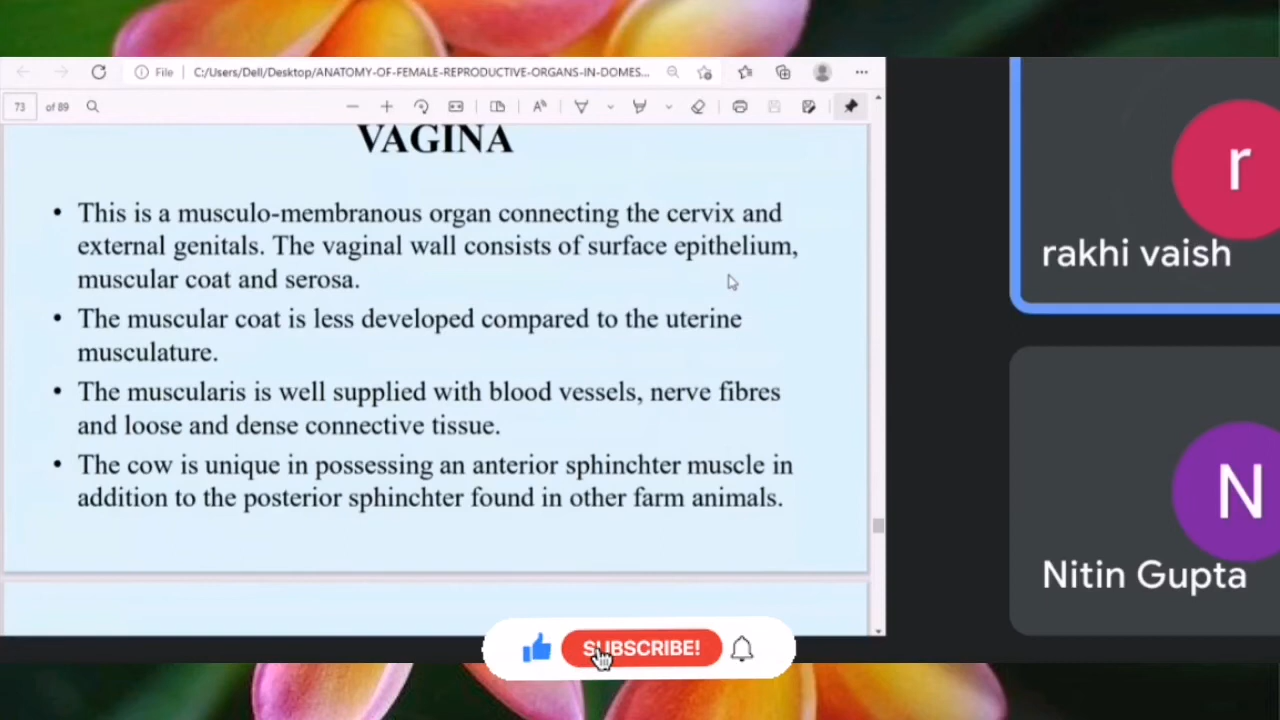 File C:/Users/Dell/Desktop/ANATOMY-OF-FEMALE-REPRODUCTIVE-ORGANS-IN-DOMES...
73 of 89
VAGINA
• This is a musculo-membranous organ connecting the cervix and
external genitals. The vaginal wall consists of surface epithelium,
muscular coat and serosa.
• The muscular coat is less developed compared to the uterine
musculature.
• The muscularis is well supplied with blood vessels, nerve fibres
and loose and dense connective tissue.
• The cow is unique in possessing an anterior sphinchter muscle in
addition to the posterior sphinchter found in other farm animals.
r
rakhi vaish
N
Nitin Gupta
SUBSCRIBE!